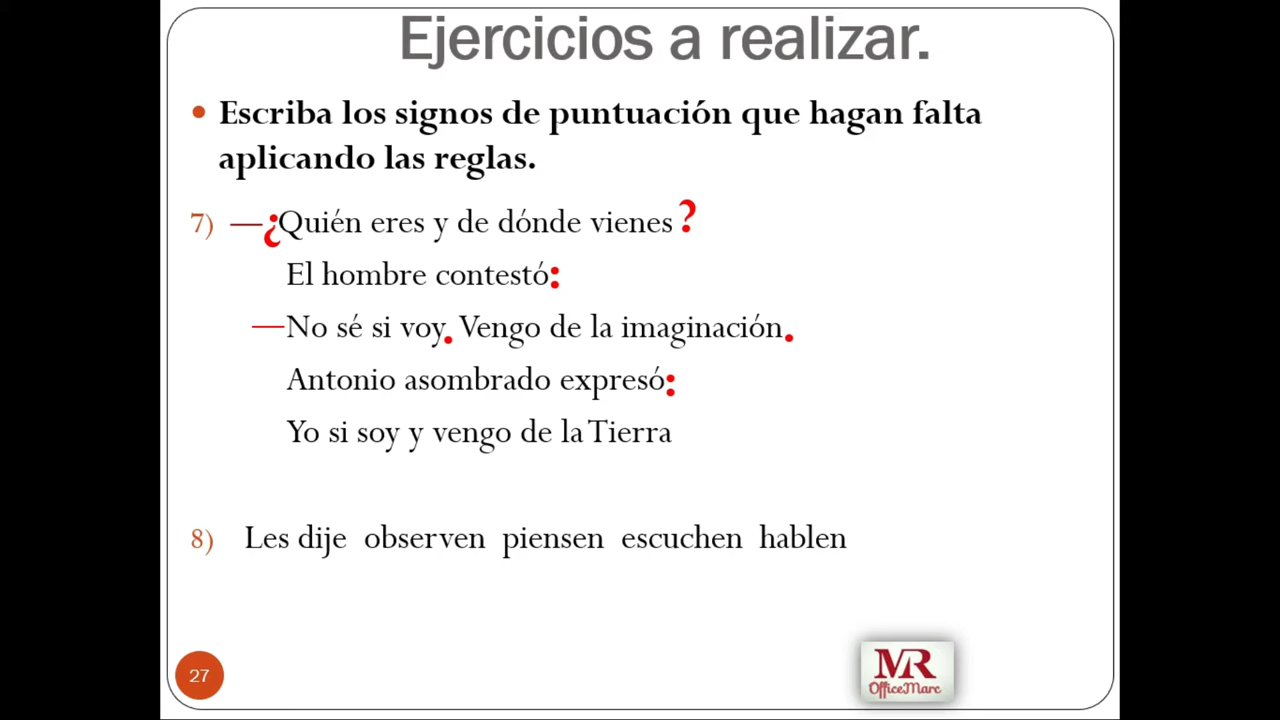 Ejercicios a realizar.
• Escriba los signos de puntuación que hagan falta
aplicando las reglas.
7) —¿Quién eres y de dónde vienes?
El hombre contestó:
—No sé si voy. Vengo de la imaginación.
Antonio asombrado expresó:
Yo si soy y vengo de la Tierra
8) Les dije observen piensen escuchen hablen
27
MR
OfficeMarc